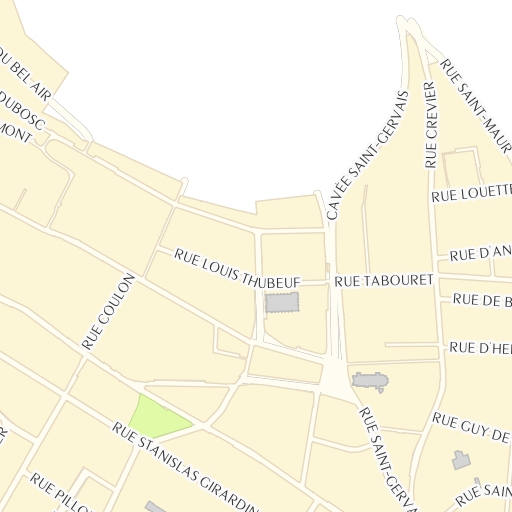 DU BEL-AIR
DUBOSC
MONT
RUE SAINT-MAUR
CAVÉE SAINT-GERVAIS
RUE CREVIER
RUE LOUETTE
RUE D'AN
RUE LOUIS THUBEUF
RUE TABOURET
RUE DE B
RUE COULON
RUE D'HE
RUE STANISLAS GIRARDIN
RUE SAINT-GERVA
RUE GUY DE
RUE PILLO
RUE SAIN
ER